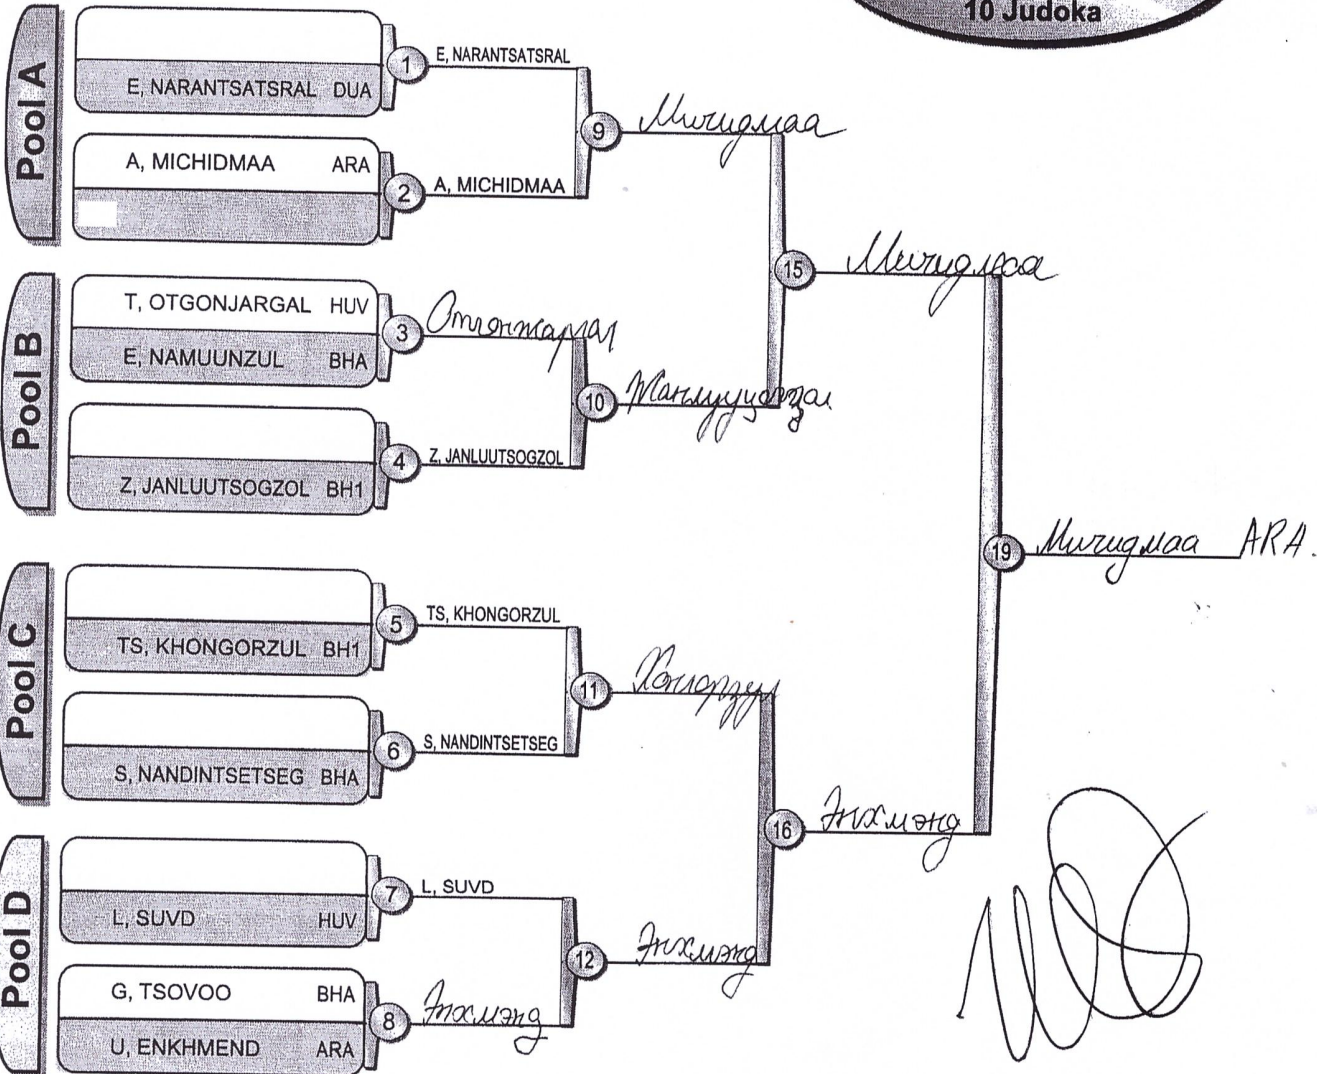 10 Judoka
Pool A
E, NARANTSATSRAL DUA
1
E, NARANTSATSRAL
A, MICHIDMAA ARA
2
A, MICHIDMAA
9
Мичидмаа
Pool B
T, OTGONJARGAL HUV
E, NAMUUNZUL BHA
3
Отгонжаргал
Z, JANLUUTSOGZOL BH1
4
Z, JANLUUTSOGZOL
10
15
Мичидмаа
Pool C
TS, KHONGORZUL BH1
5
TS, KHONGORZUL
S, NANDINTSETSEG BHA
6
S, NANDINTSETSEG
11
Хонгорзул
Pool D
L, SUVD HUV
7
L, SUVD
G, TSOVOO BHA
U, ENKHMEND ARA
8
Энхмэнд
12
Энхмэнд
16
Энхмэнд
19
Мичидмаа ARA.